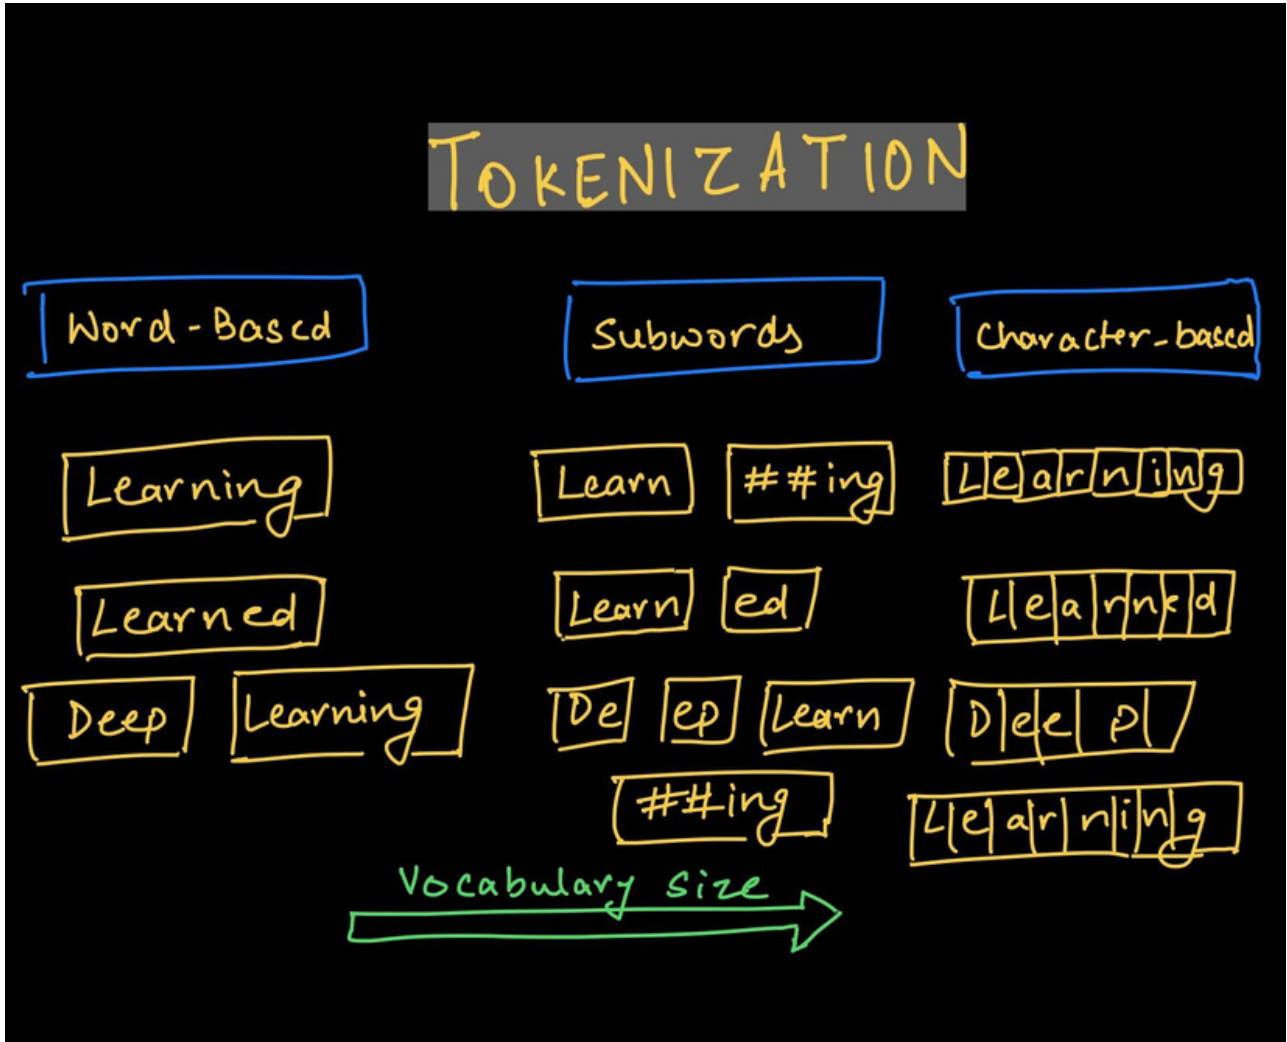 TOKENIZATION
Word-Based
Subwords
Character-based
Learning
Learn ##ing
Learning
Learned
Learn ed
Learned
Deep Learning
De ep Learn
Deep
##ing
Learning
Vocabulary size